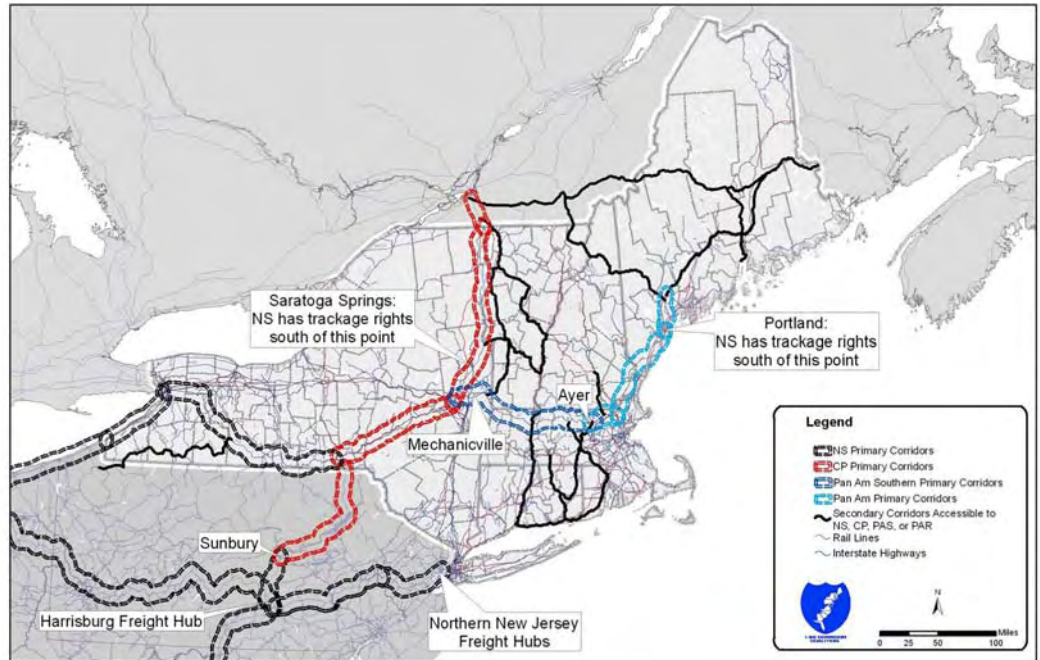 Saratoga Springs:
NS has trackage rights
south of this point
Portland:
NS has trackage rights
south of this point
Ayer
Mechanicville
Sunbury
Harrisburg Freight Hub
Northern New Jersey
Freight Hubs
Legend
NS Primary Corridors
CP Primary Corridors
Pan Am Southern Primary Corridors
Pan Am Primary Corridors
Secondary Corridors Accessible to
NS, CP, PAS, or PAR
Rail Lines
Interstate Highways
I-95 CORRIDOR
COALITION
N
Miles
0 25 50 100